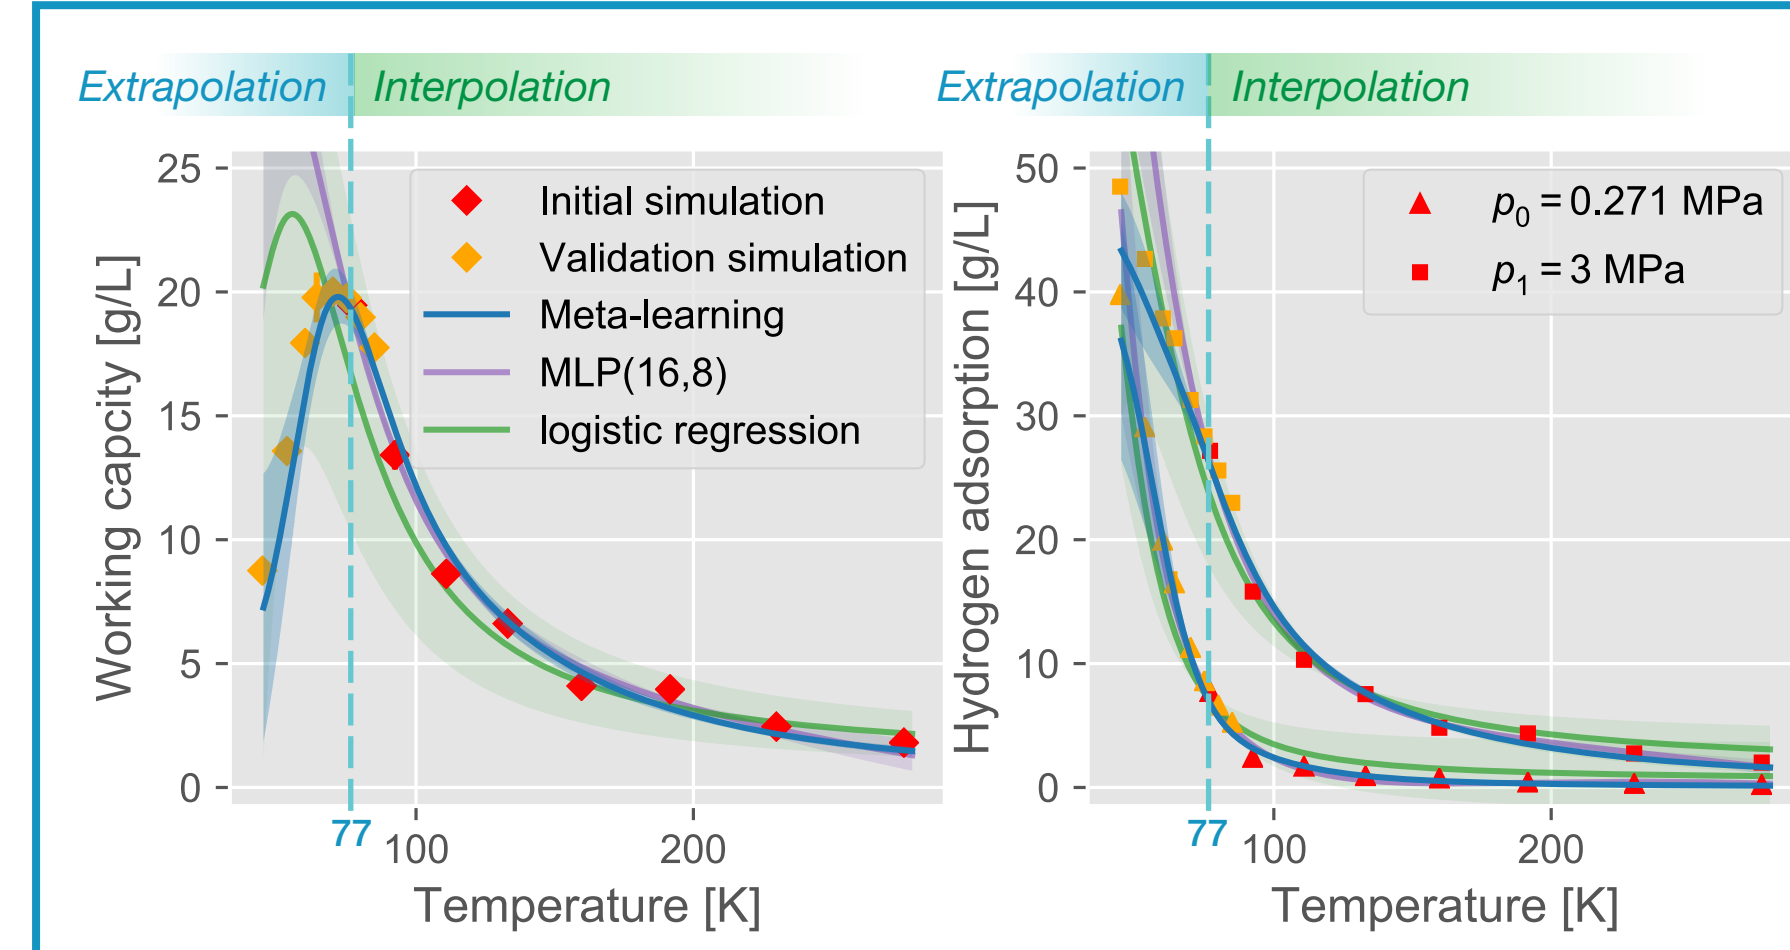 Extrapolation Interpolation
25
20
15
10
5
0
Working capcity [g/L]
Initial simulation
Validation simulation
Meta-learning
MLP(16,8)
logistic regression
77 100 200
Temperature [K]
Extrapolation Interpolation
50
40
30
20
10
0
Hydrogen adsorption [g/L]
p0 = 0.271 MPa
p1 = 3 MPa
77 100 200
Temperature [K]